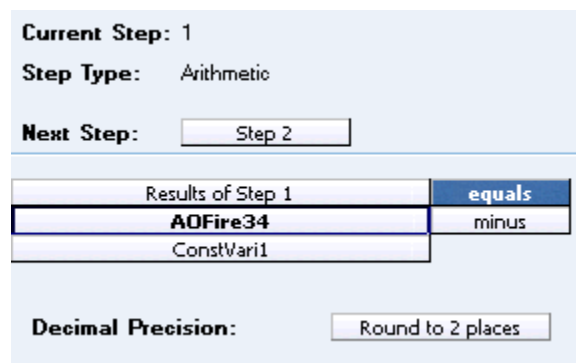 Current Step: 1
Step Type: Arithmetic
Next Step: Step 2
Results of Step 1 equals
AOFire34 minus
ConstVari1
Decimal Precision: Round to 2 places